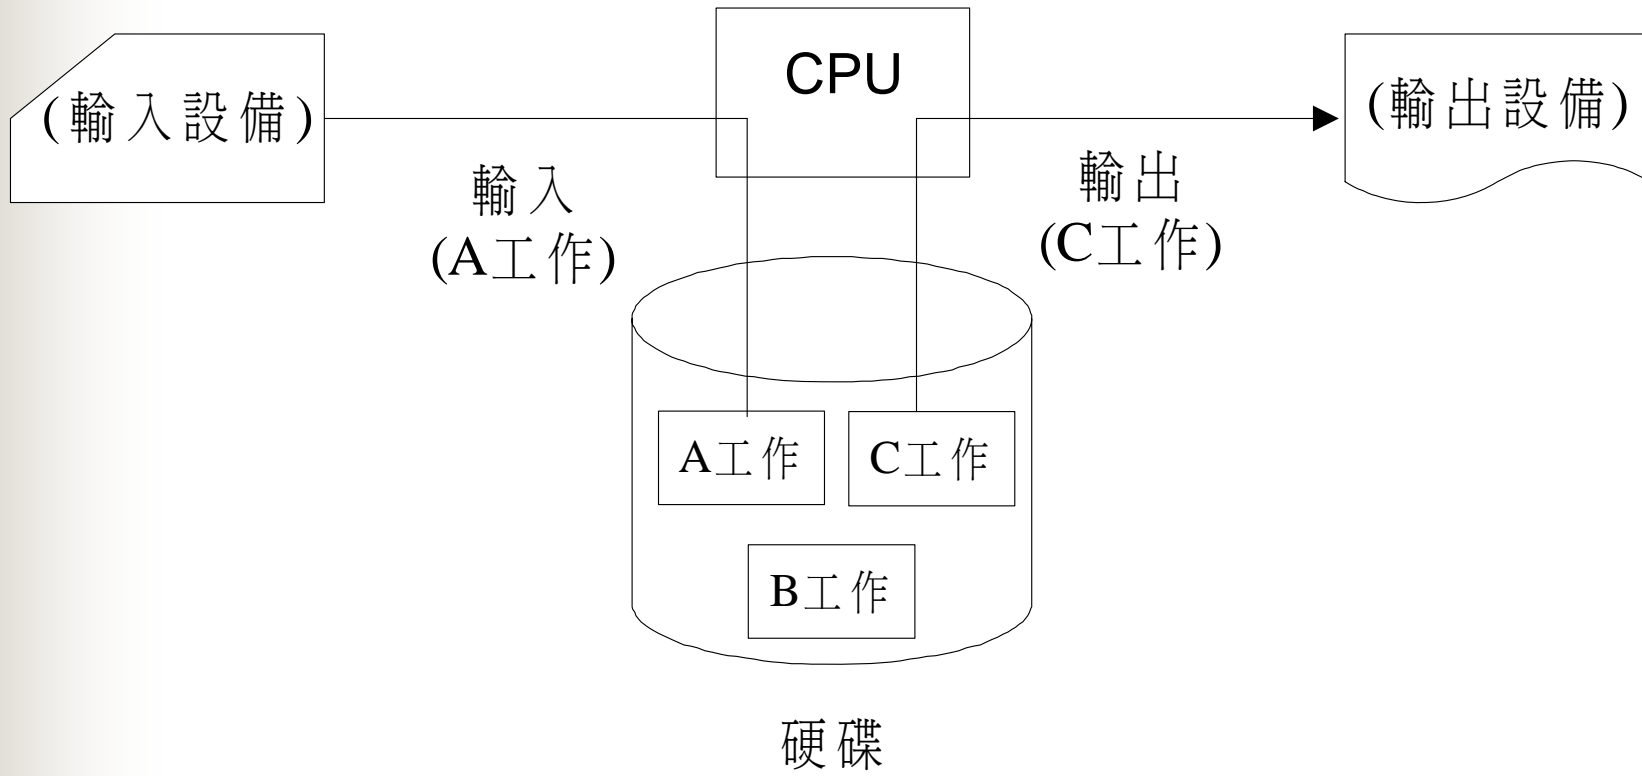 (輸入設備)
CPU
(輸出設備)
輸入
(A工作)
輸出
(C工作)
A工作
C工作
B工作
硬碟